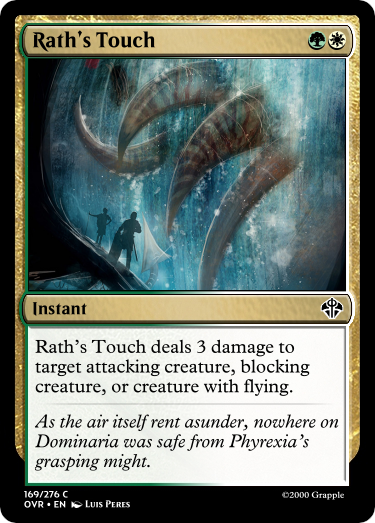 Rath's Touch
Instant
Rath's Touch deals 3 damage to
target attacking creature, blocking
creature, or creature with flying.
As the air itself rent asunder, nowhere on
Dominaria was safe from Phyrexia's
grasping might.
169/276 C
OVR • EN Luis Peres
©2000 Grapple